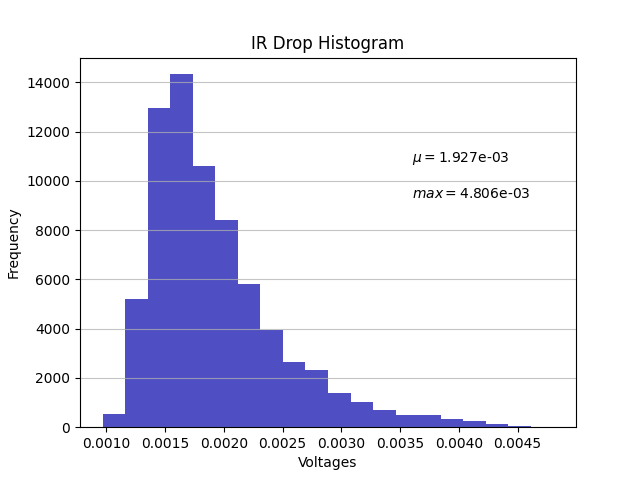 IR Drop Histogram
14000
12000
10000
8000
6000
4000
2000
0
Frequency
μ = 1.927e-03
max = 4.806e-03
0.0010 0.0015 0.0020 0.0025 0.0030 0.0035 0.0040 0.0045
Voltages